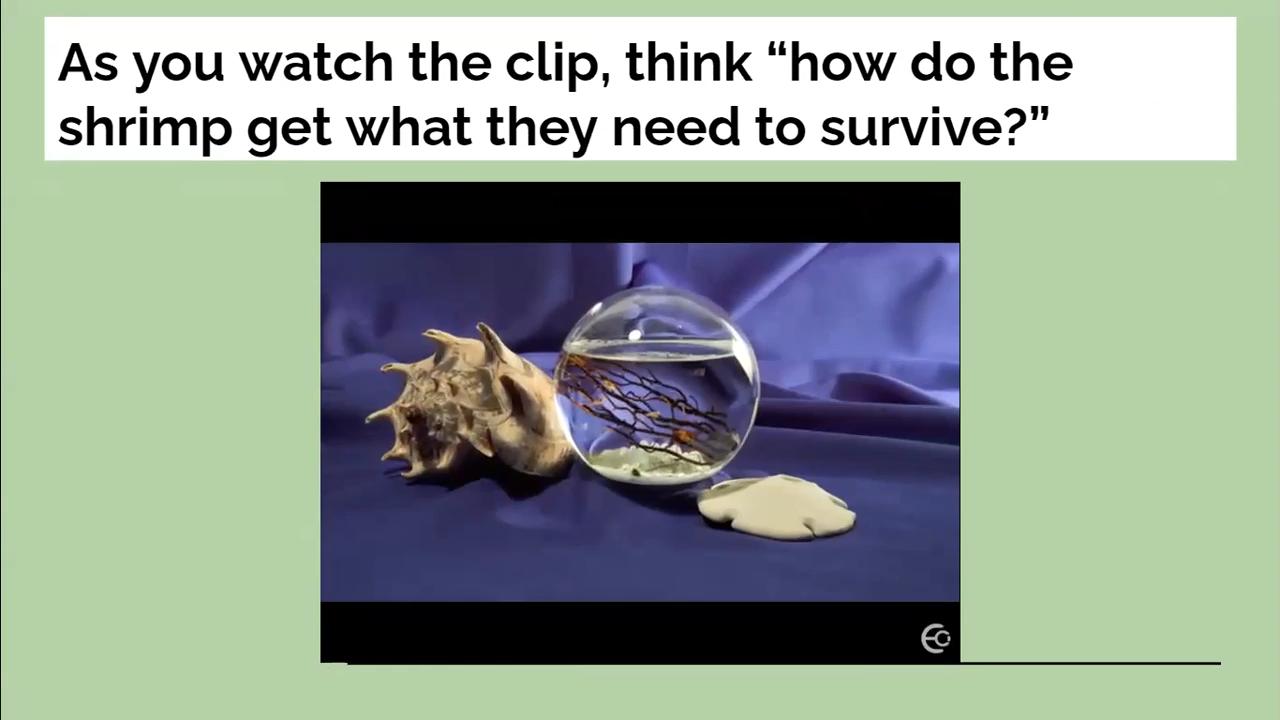 As you watch the clip, think “how do the
shrimp get what they need to survive?”